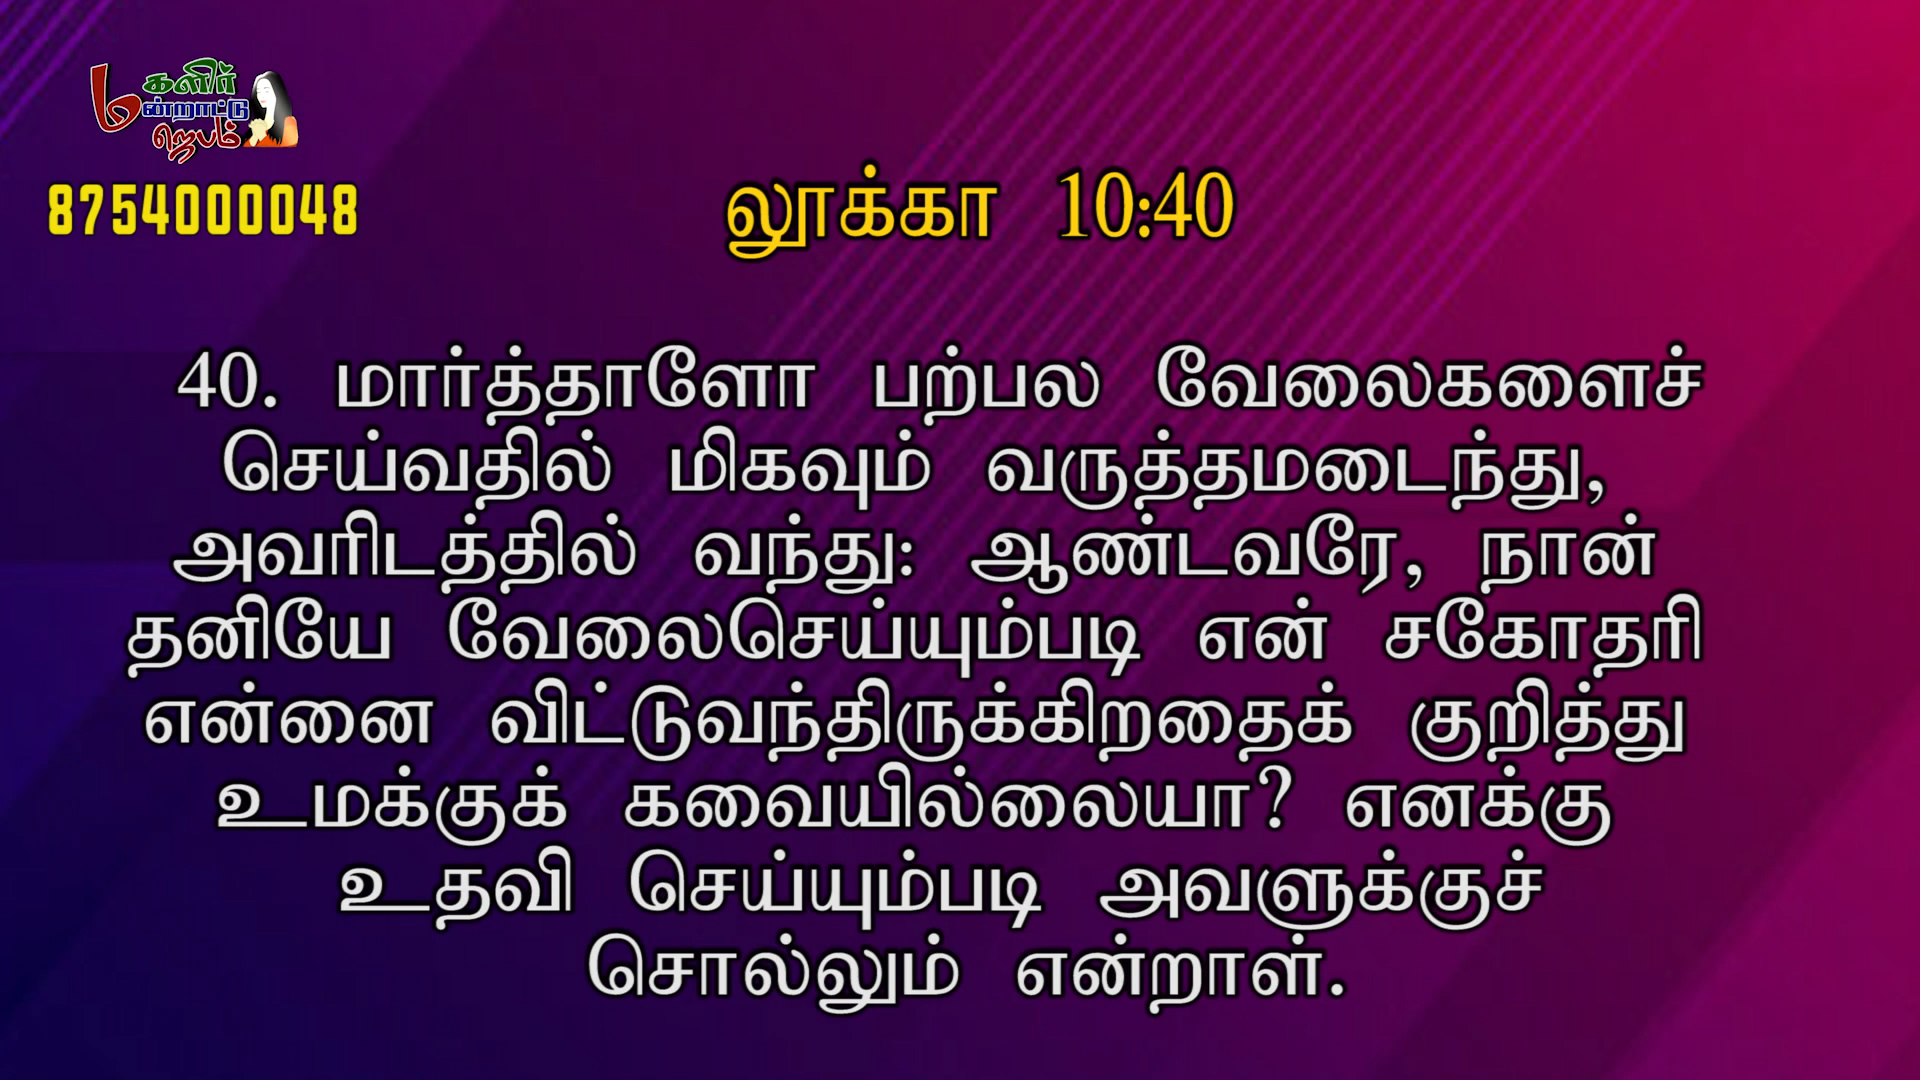 மகளிர்
மன்றாட்டு
ஜெபம்
8754000048
லூக்கா 10:40
40. மார்த்தாளோ பற்பல வேலைகளைச்
செய்வதில் மிகவும் வருத்தமடைந்து,
அவரிடத்தில் வந்து: ஆண்டவரே, நான்
தனியே வேலைசெய்யும்படி என் சகோதரி
என்னை விட்டுவந்திருக்கிறதைக் குறித்து
உமக்குக் கவையில்லையா? எனக்கு
உதவி செய்யும்படி அவளுக்குச்
சொல்லும் என்றாள்.